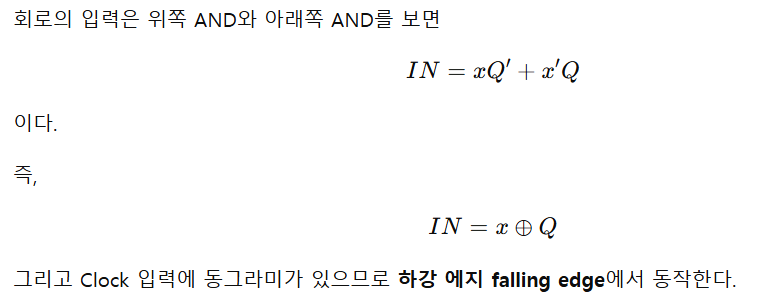 회로의 입력은 위쪽 AND와 아래쪽 AND를 보면
IN = xQ′ + x′Q
이다.
즉,
IN = x ⊕ Q
그리고 Clock 입력에 동그라미가 있으므로 하강 에지 falling edge에서 동작한다.